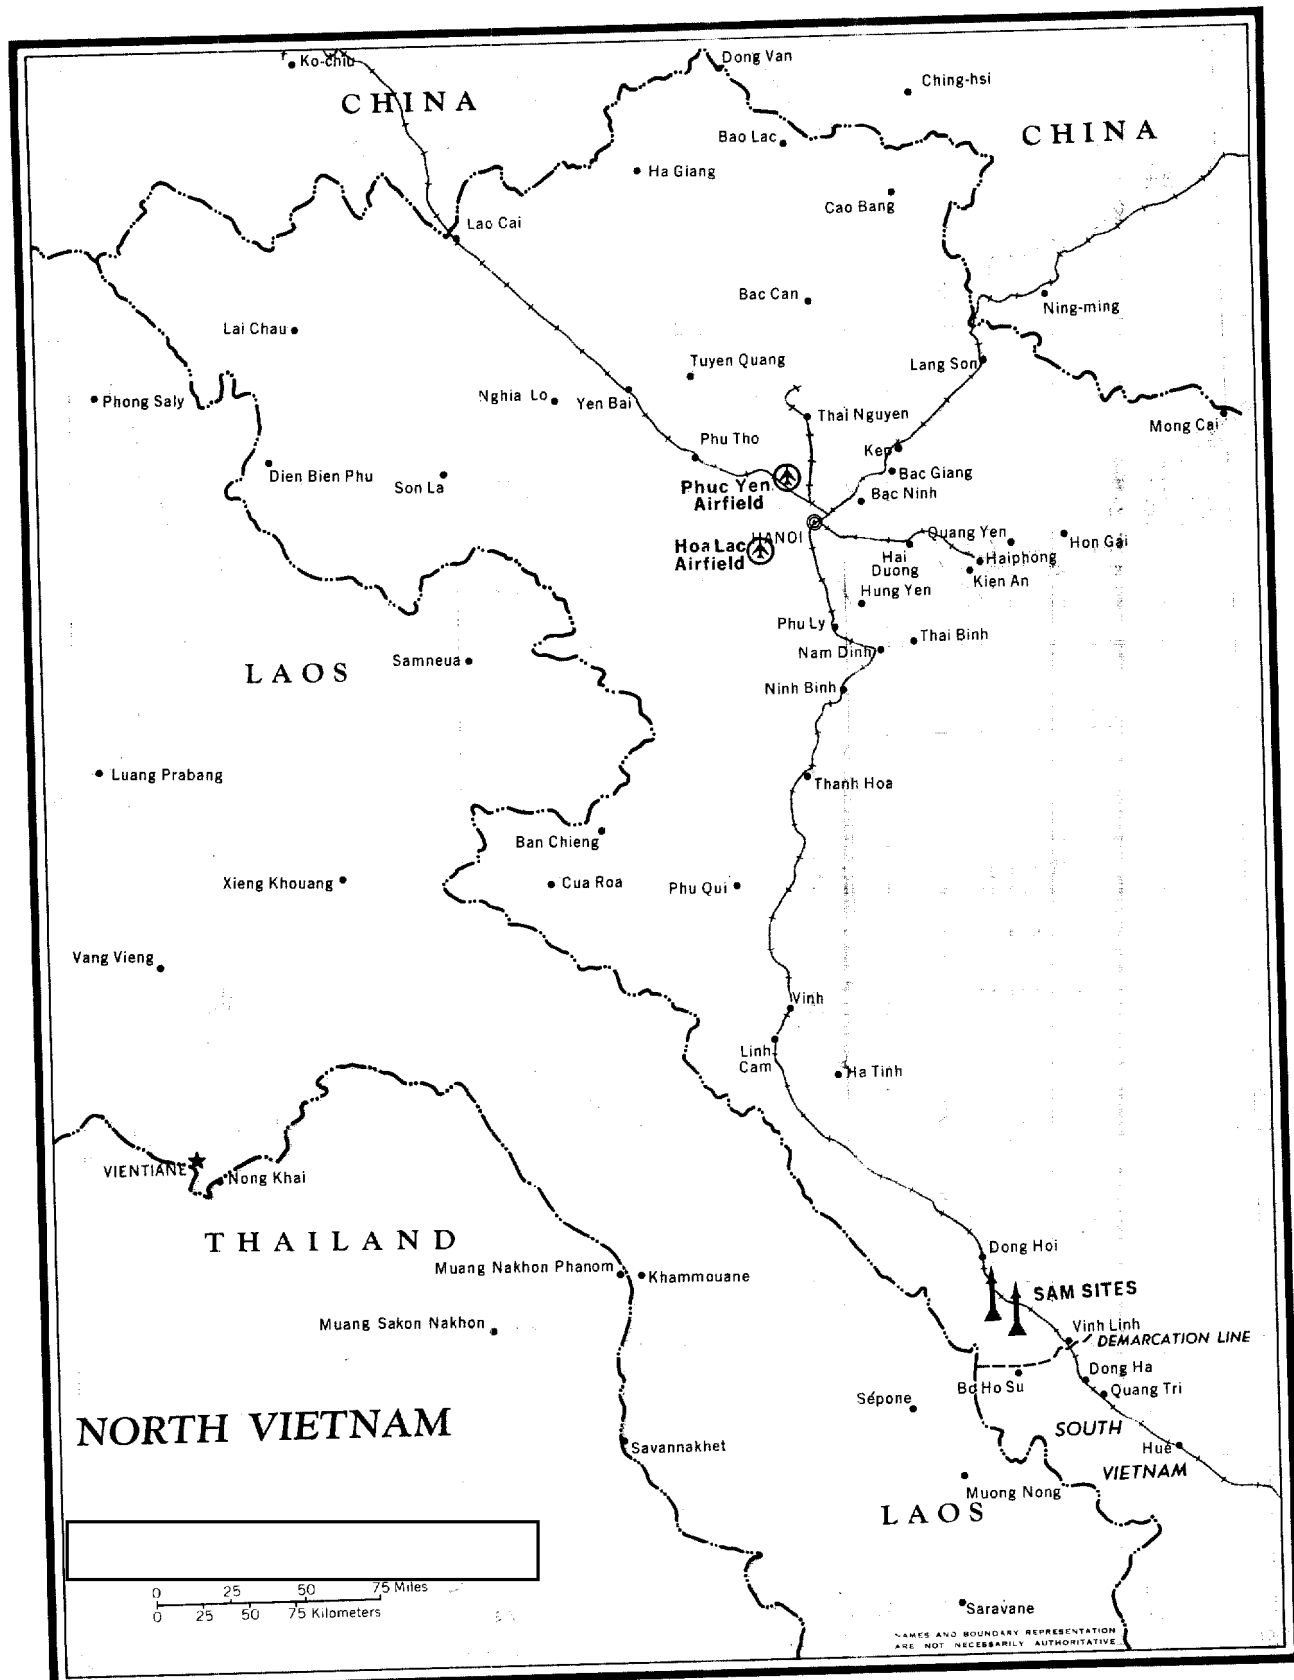 Ko-chiu
Dong Van
Ching-hsi
CHINA
CHINA
Bao Lac
Ha Giang
Cao Bang
Lao Cai
Bac Can
Ning-ming
Lai Chau
Lang Son
Tuyen Quang
Phong Saly
Nghia Lo
Yen Bai
Thai Nguyen
Mong Cai
Phu Tho
Kep
Dien Bien Phu
Son La
Bac Giang
Phuc Yen
Airfield
Bac Ninh
HANOI
Quang Yen
Hon Gai
Hoa Lac
Airfield
Hai
Duong
Haiphong
Kien An
Hung Yen
Phu Ly
Thai Binh
Nam Dinh
LAOS
Samneua
Ninh Binh
Luang Prabang
Thanh Hoa
Ban Chieng
Xieng Khouang
Cua Roa
Phu Qui
Vang Vieng
Vinh
Linh
Cam
Ha Tinh
VIENTIANE
Nong Khai
THAILAND
Dong Hoi
Muang Nakhon Phanom
Khammouane
SAM SITES
Muang Sakon Nakhon
Vinh Linh
DEMARCATION LINE
Dong Ha
Bo Ho Su
Quang Tri
Sépone
NORTH VIETNAM
SOUTH
VIETNAM
Hué
Savannakhet
Muong Nong
LAOS
0 25 50 75 Miles
0 25 50 75 Kilometers
Saravane
NAMES AND BOUNDARY REPRESENTATION
ARE NOT NECESSARILY AUTHORITATIVE